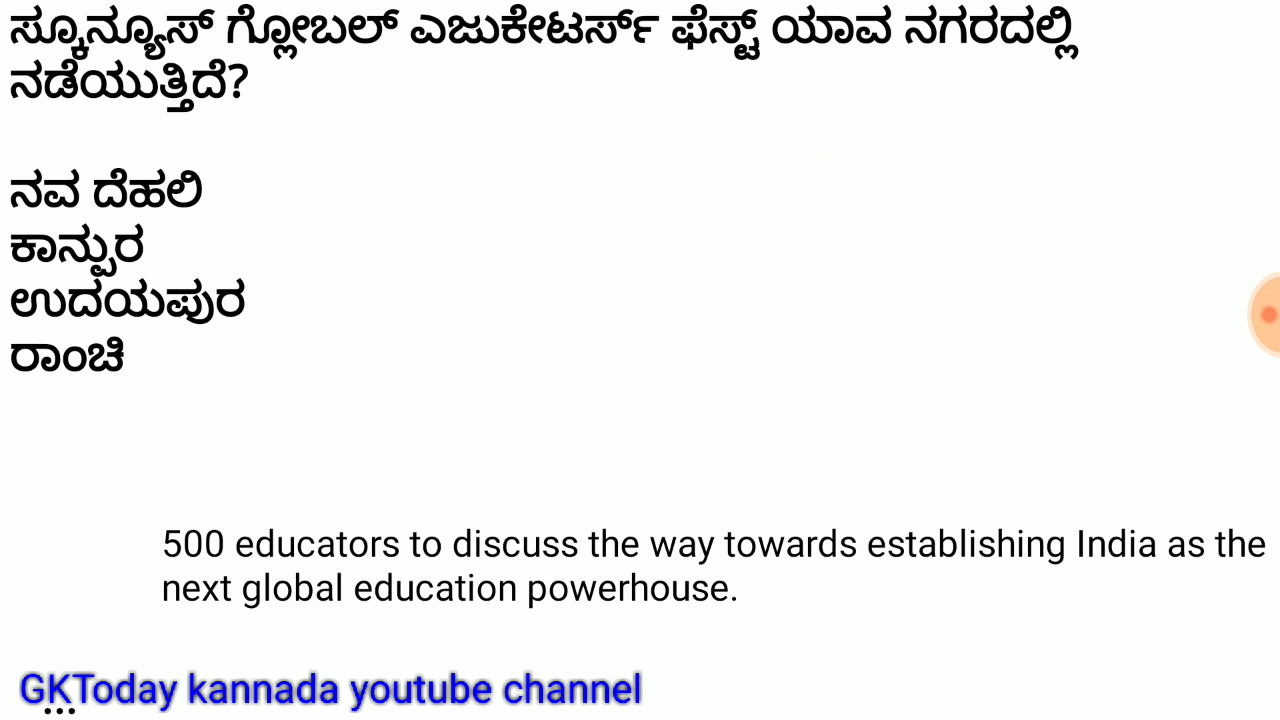 ಸ್ಕೂನ್ಯೂಸ್ ಗ್ಲೋಬಲ್ ಎಜುಕೇಟರ್ಸ್ ಫೆಸ್ಟ್ ಯಾವ ನಗರದಲ್ಲಿ
ನಡೆಯುತ್ತಿದೆ?
ನವ ದೆಹಲಿ
ಕಾನ್ಪುರ
ಉದಯಪುರ
ರಾಂಚಿ
500 educators to discuss the way towards establishing India as the
next global education powerhouse.
GKToday kannada youtube channel
...